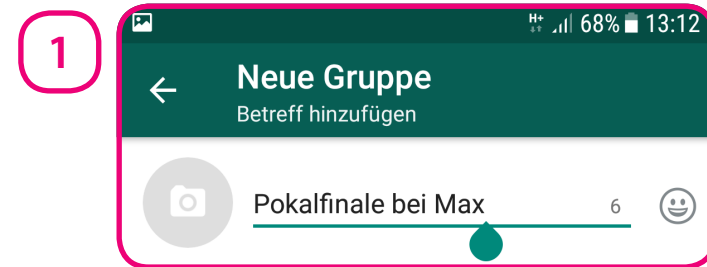 1
H+ 68% 13:12
Neue Gruppe
Betreff hinzufügen
Pokalfinale bei Max 6